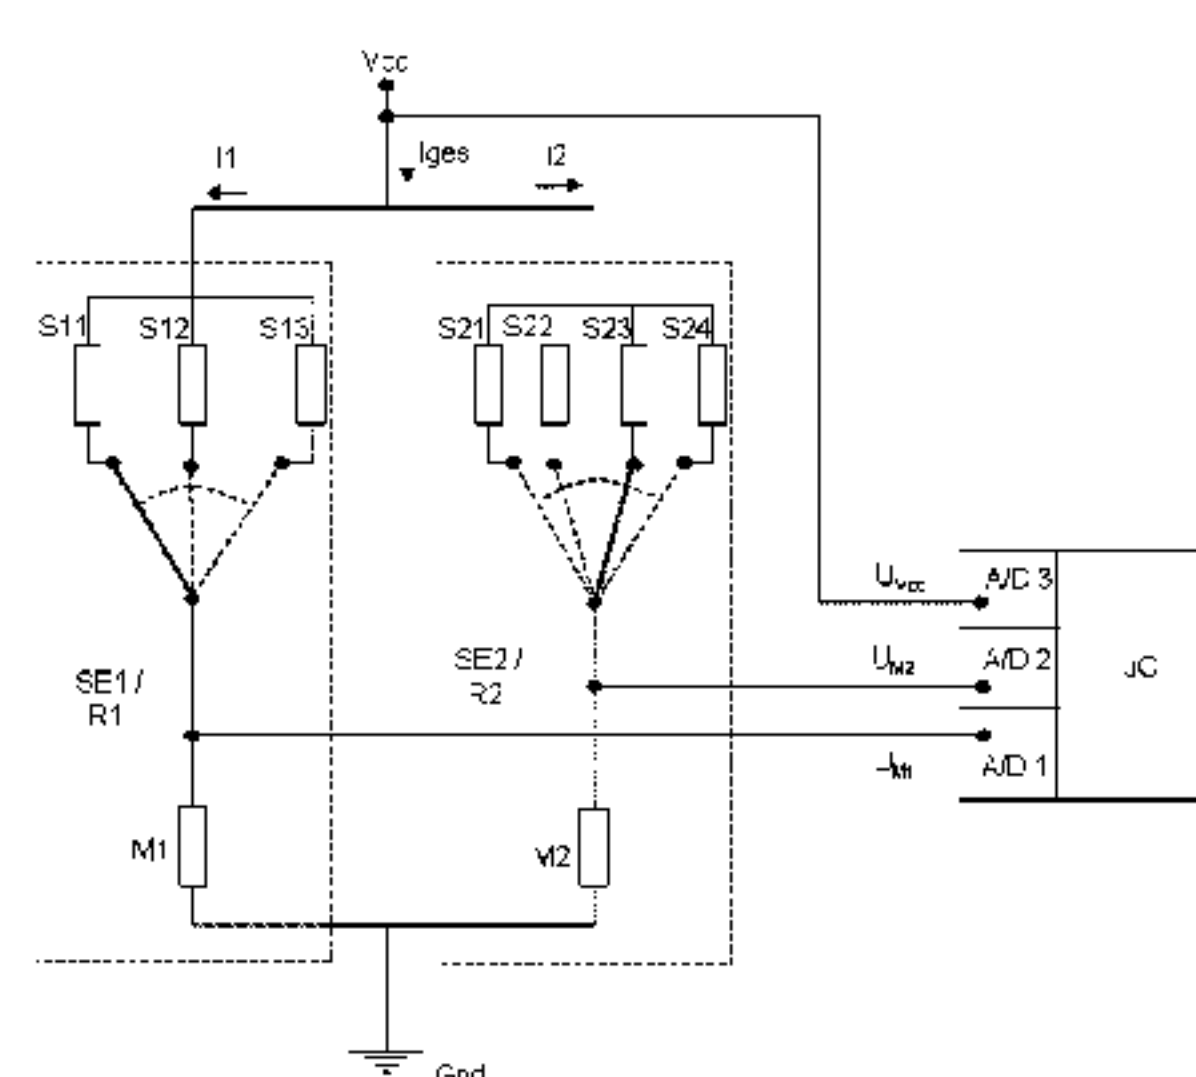 Vcc
I1
Iges
I2
S11
S12
S13
S21
S22
S23
S24
A/D 3
SE1/
R1
SE2/
R2
UM2
A/D 2
A/D 1
M1
M2
Gnd